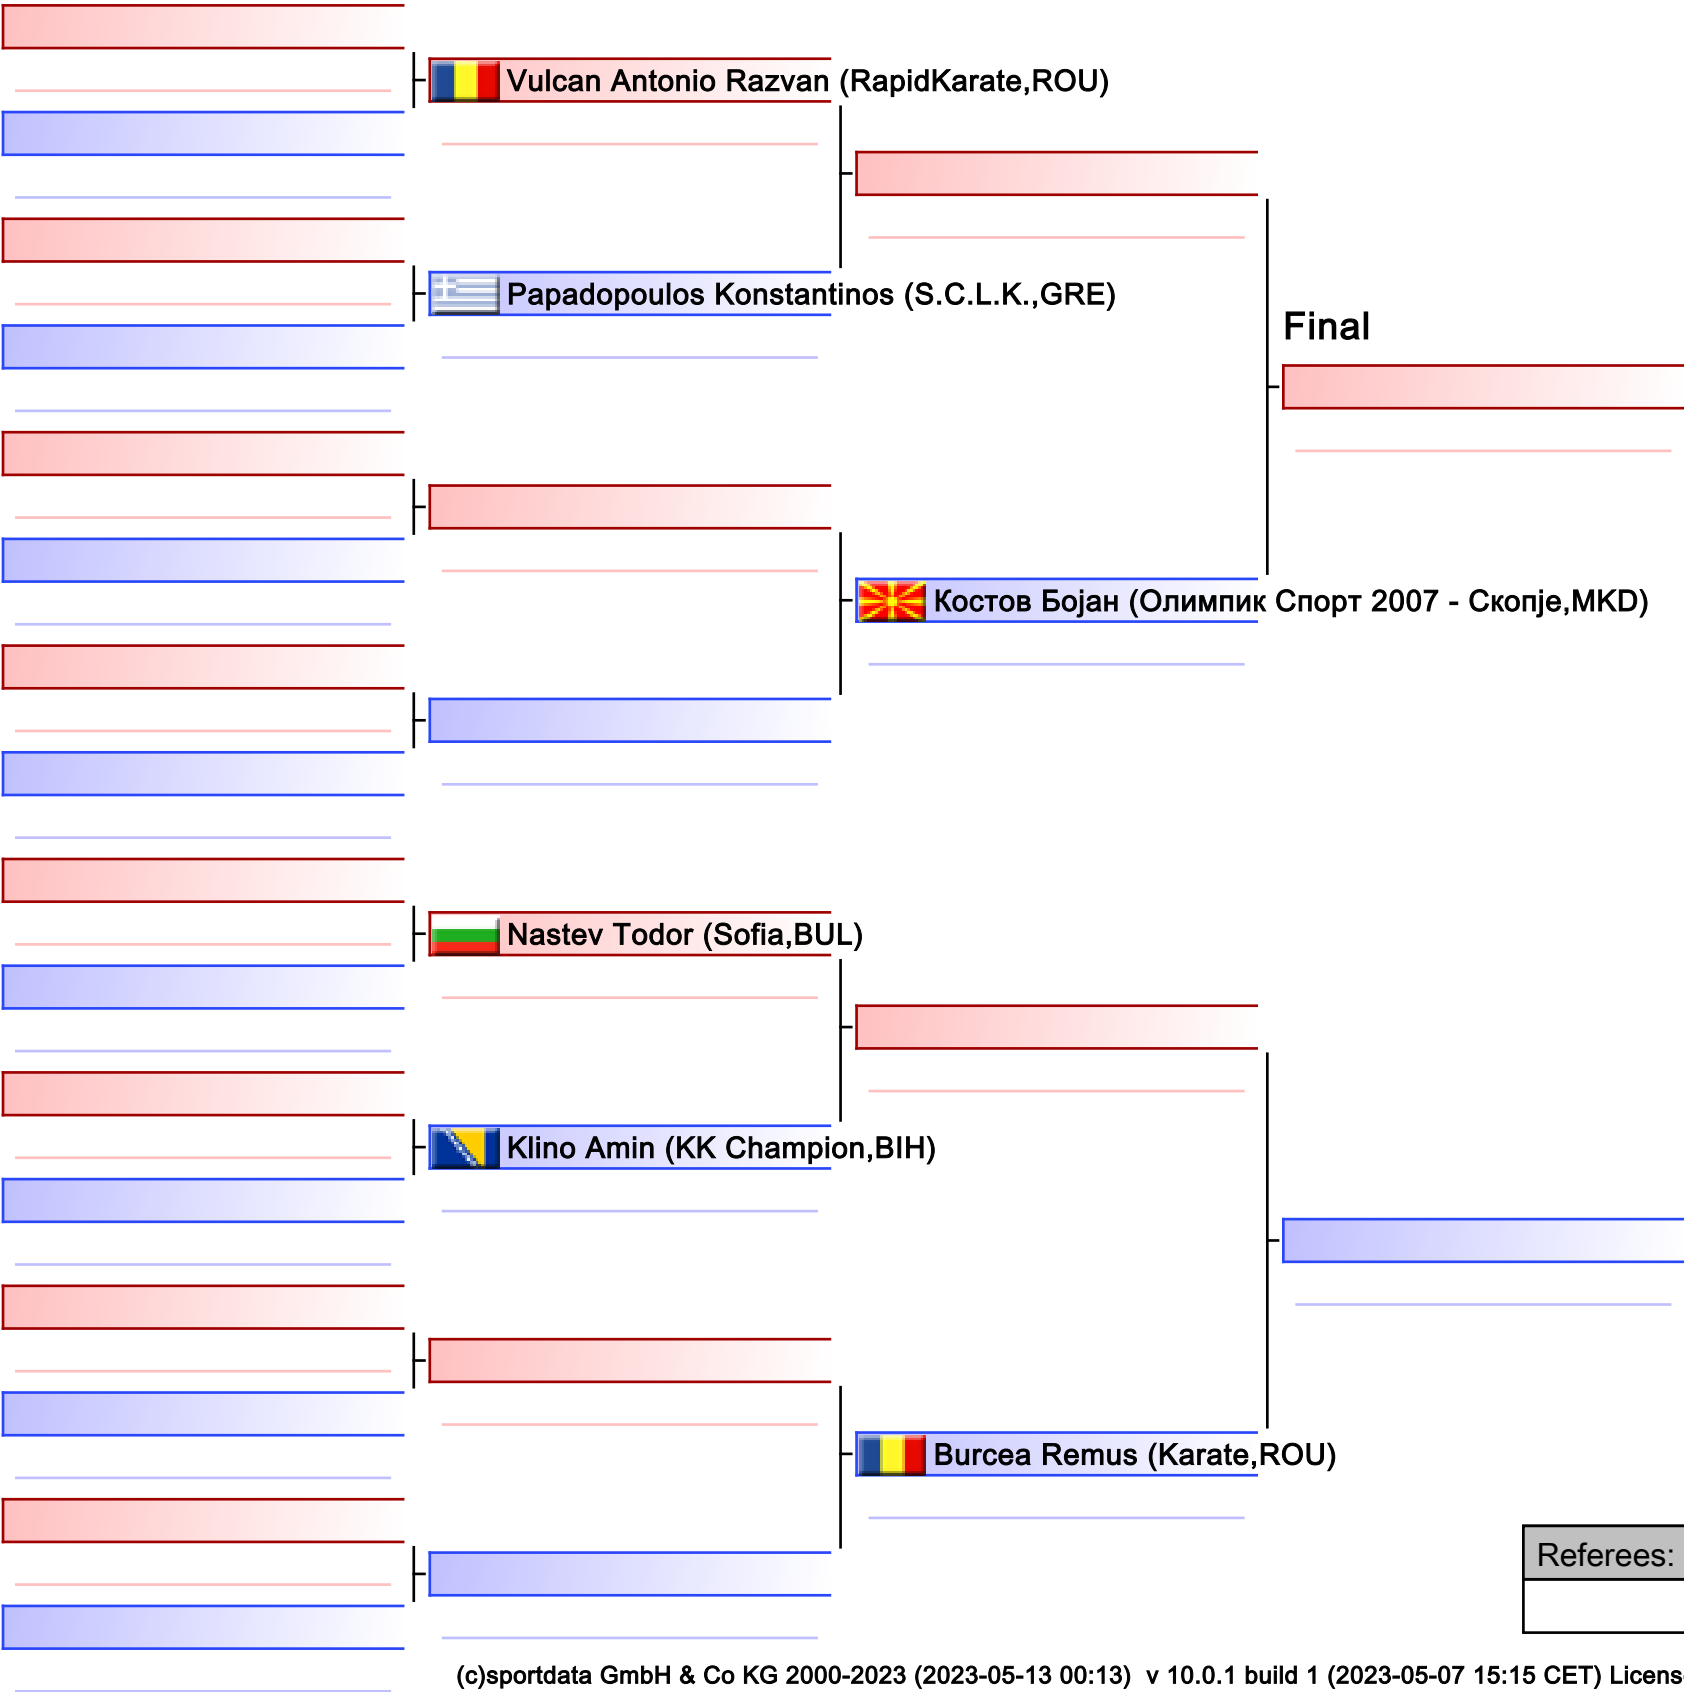 Vulcan Antonio Razvan (RapidKarate,ROU)
Papadopoulos Konstantinos (S.C.L.K.,GRE)
Final
Костов Бојан (Олимпик Спорт 2007 - Скопје,MKD)
Nastev Todor (Sofia,BUL)
Klino Amin (KK Champion,BIH)
Burcea Remus (Karate,ROU)
Referees:
(c)sportdata GmbH & Co KG 2000-2023 (2023-05-13 00:13) v 10.0.1 build 1 (2023-05-07 15:15 CET)